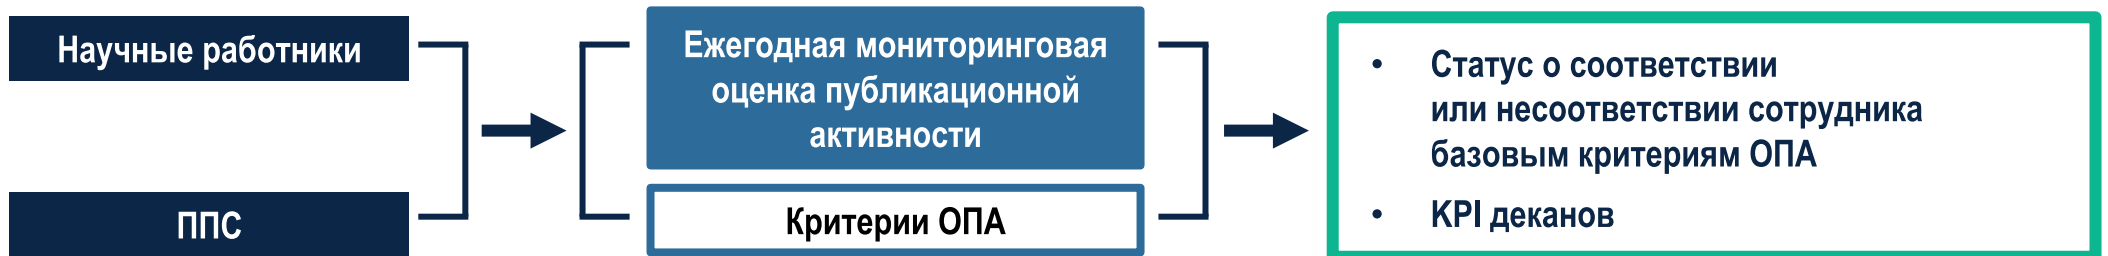 Научные работники
ППС
Ежегодная мониторинговая
оценка публикационной
активности
Критерии ОПА
• Статус о соответствии
или несоответствии сотрудника
базовым критериям ОПА
• KPI деканов